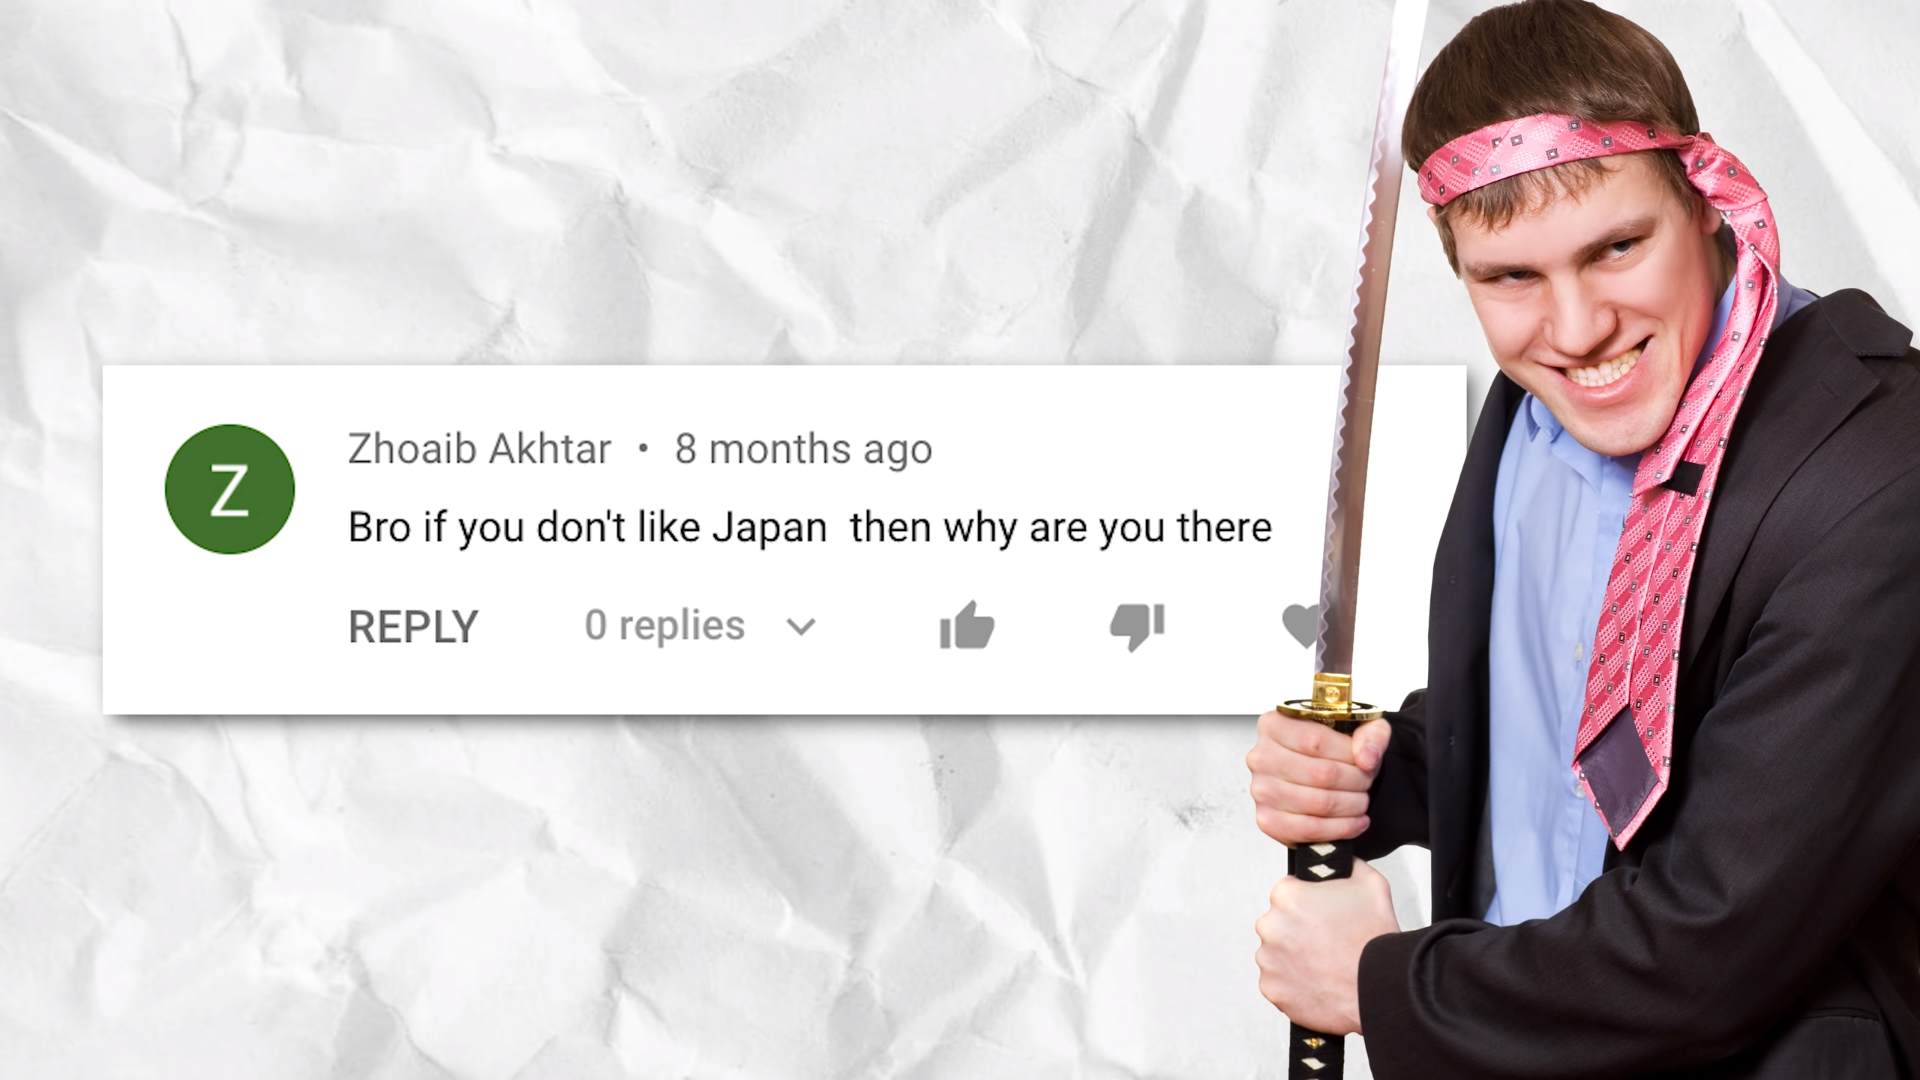 Z
Zhoaib Akhtar • 8 months ago
Bro if you don't like Japan  then why are you there
REPLY 0 replies